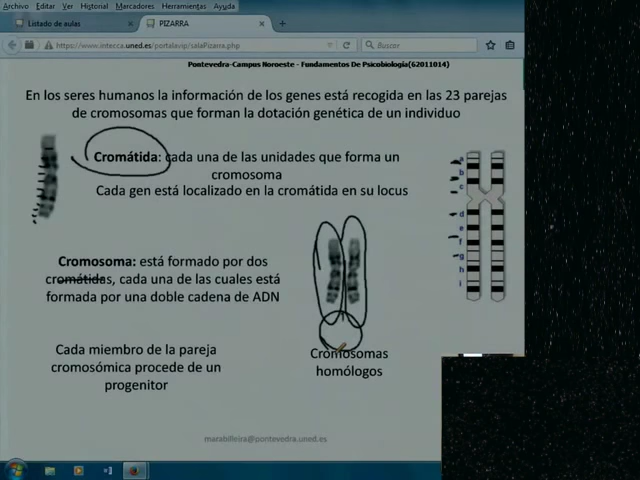 Archivo Editar Ver Historial Marcadores Herramientas Ayuda
Listado de aulas
PIZARRA
https://www.intecca.uned.es/portalavip/salaPizarra.php
Buscar
Pontevedra-Campus Noroeste - Fundamentos De Psicobiología(62011014)
En los seres humanos la información de los genes está recogida en las 23 parejas
de cromosomas que forman la dotación genética de un individuo
Cromátida: cada una de las unidades que forma un
cromosoma
Cada gen está localizado en la cromátida en su locus
a
b
c
d
e
f
g
h
i
Cromosoma: está formado por dos
cromátidas, cada una de las cuales está
formada por una doble cadena de ADN
Cada miembro de la pareja
cromosómica procede de un
progenitor
Cromosomas
homólogos
marabilleira@pontevedra.uned.es